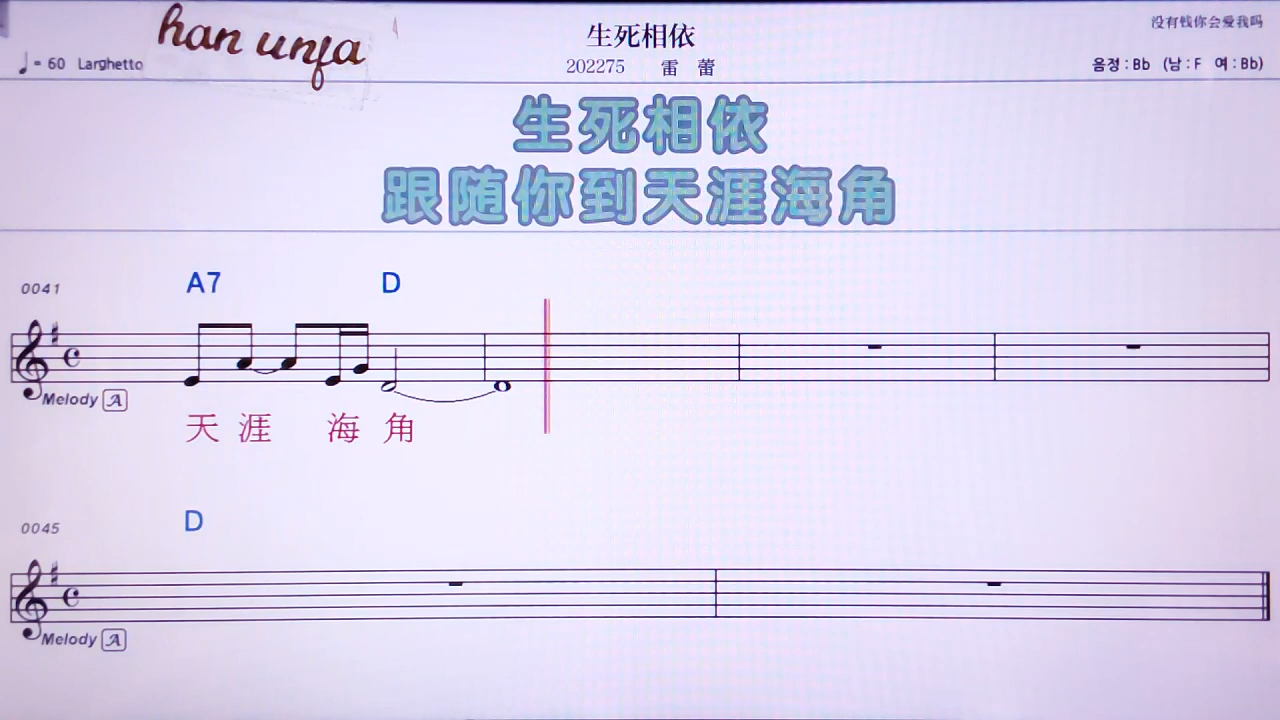 han unfa
生死相依
没有钱你会爱我吗
♩= 60 Larghetto
202275 雷 蕾
음정 : Bb (남 : F 여 : Bb)
生死相依
跟随你到天涯海角
0041
A7 D
Melody A
天 涯 海 角
0045
D
Melody A